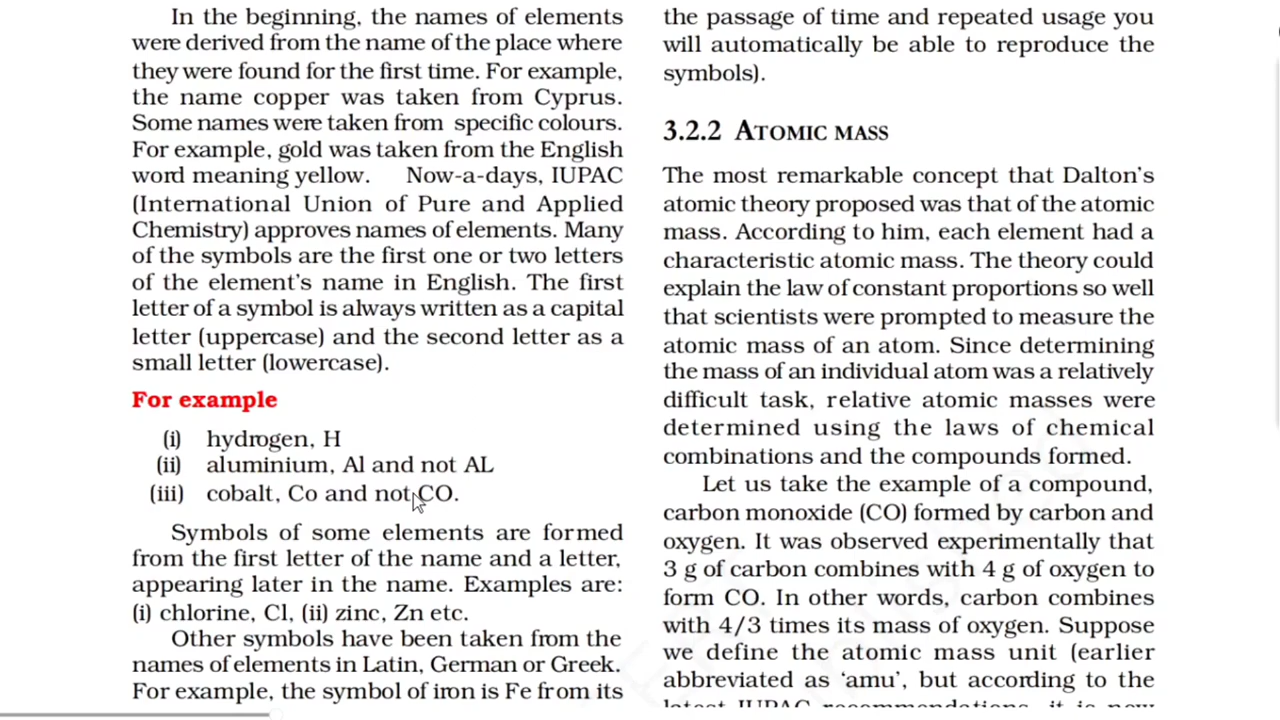 In the beginning, the names of elements
were derived from the name of the place where
they were found for the first time. For example,
the name copper was taken from Cyprus.
Some names were taken from specific colours.
For example, gold was taken from the English
word meaning yellow. Now-a-days, IUPAC
(International Union of Pure and Applied
Chemistry) approves names of elements. Many
of the symbols are the first one or two letters
of the element's name in English. The first
letter of a symbol is always written as a capital
letter (uppercase) and the second letter as a
small letter (lowercase).
For example
(i) hydrogen, H
(ii) aluminium, Al and not AL
(iii) cobalt, Co and not CO.
Symbols of some elements are formed
from the first letter of the name and a letter,
appearing later in the name. Examples are:
(i) chlorine, Cl, (ii) zinc, Zn etc.
Other symbols have been taken from the
names of elements in Latin, German or Greek.
For example, the symbol of iron is Fe from its
the passage of time and repeated usage you
will automatically be able to reproduce the
symbols).
3.2.2 ATOMIC MASS
The most remarkable concept that Dalton's
atomic theory proposed was that of the atomic
mass. According to him, each element had a
characteristic atomic mass. The theory could
explain the law of constant proportions so well
that scientists were prompted to measure the
atomic mass of an atom. Since determining
the mass of an individual atom was a relatively
difficult task, relative atomic masses were
determined using the laws of chemical
combinations and the compounds formed.
Let us take the example of a compound,
carbon monoxide (CO) formed by carbon and
oxygen. It was observed experimentally that
3 g of carbon combines with 4 g of oxygen to
form CO. In other words, carbon combines
with 4/3 times its mass of oxygen. Suppose
we define the atomic mass unit (earlier
abbreviated as 'amu', but according to the
latest IUPAC recommendations, it is now